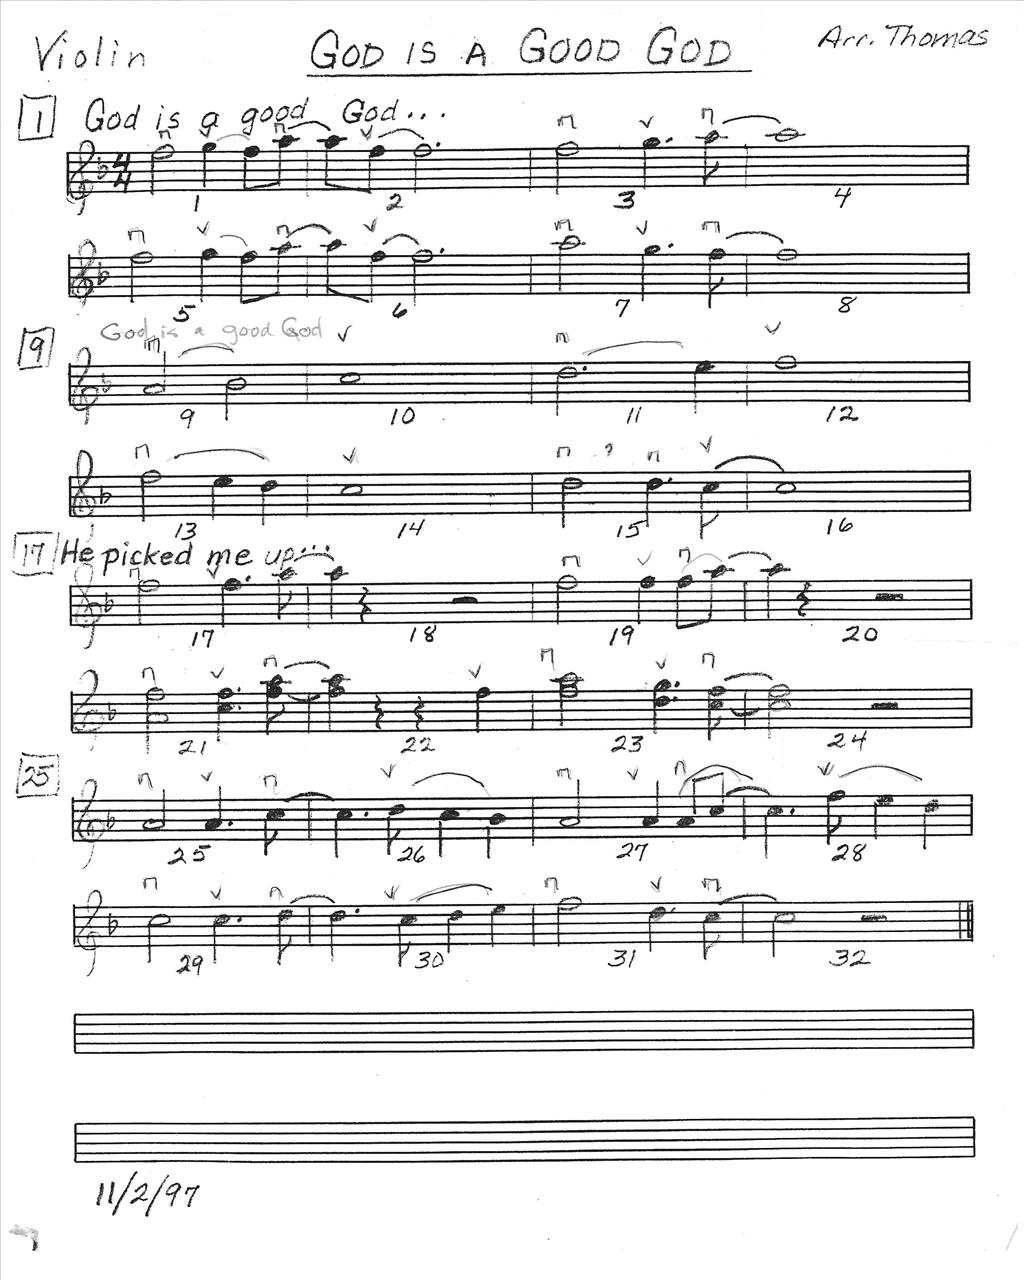 Violin GOD IS A GOOD GOD Arr. Thomas
1 God is a good God...
4 4
1 2 3 4
5 6 7 8
9 God is a good God
9 10 11 12
?
13 14 15 16
17 He picked me up...
17 18 19 20
21 22 23 24
25
25 26 27 28
29 30 31 32
11/2/97